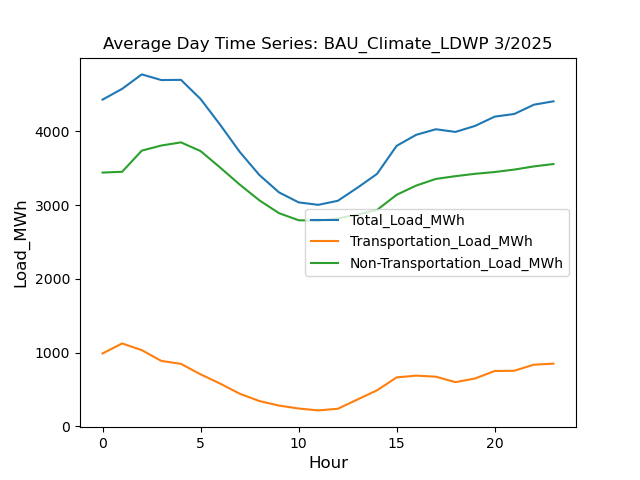 Average Day Time Series: BAU_Climate_LDWP 3/2025
Load_MWh
4000
3000
2000
1000
0
Total_Load_MWh
Transportation_Load_MWh
Non-Transportation_Load_MWh
0 5 10 15 20
Hour